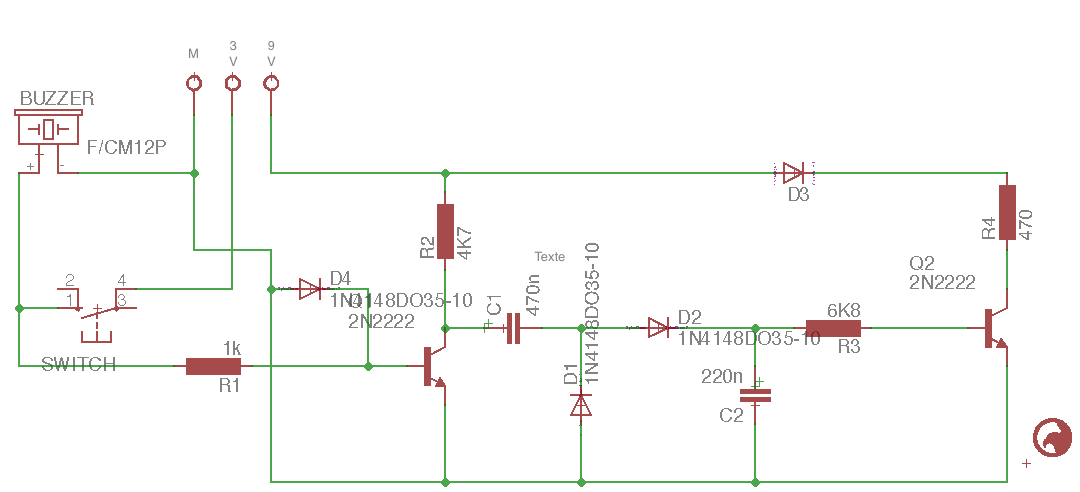 M
3
V
9
V
BUZZER
F/CM12P
+
-
D3
R4
470
R2
4K7
Texte
Q2
2N2222
2
4
1
3
D4
1N4148DO35-10
Q1
2N2222
C1
470n
1N4148DO35-10
D1
D2
1N4148DO35-10
6K8
R3
SWITCH
1k
R1
220n
C2